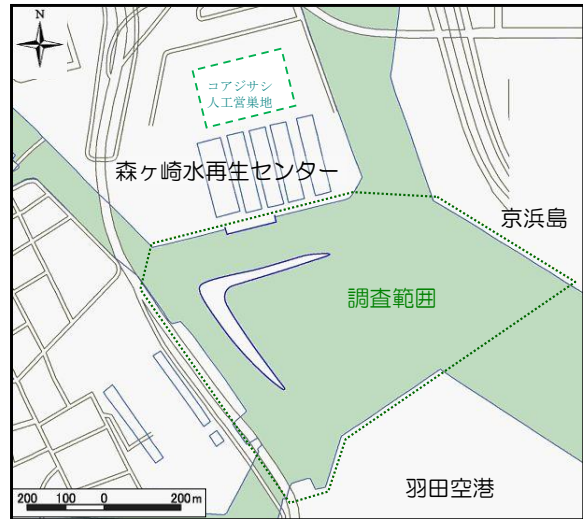 N
コアジサシ
人工営巣地
森ヶ崎水再生センター
京浜島
調査範囲
羽田空港
200 100 0 200m